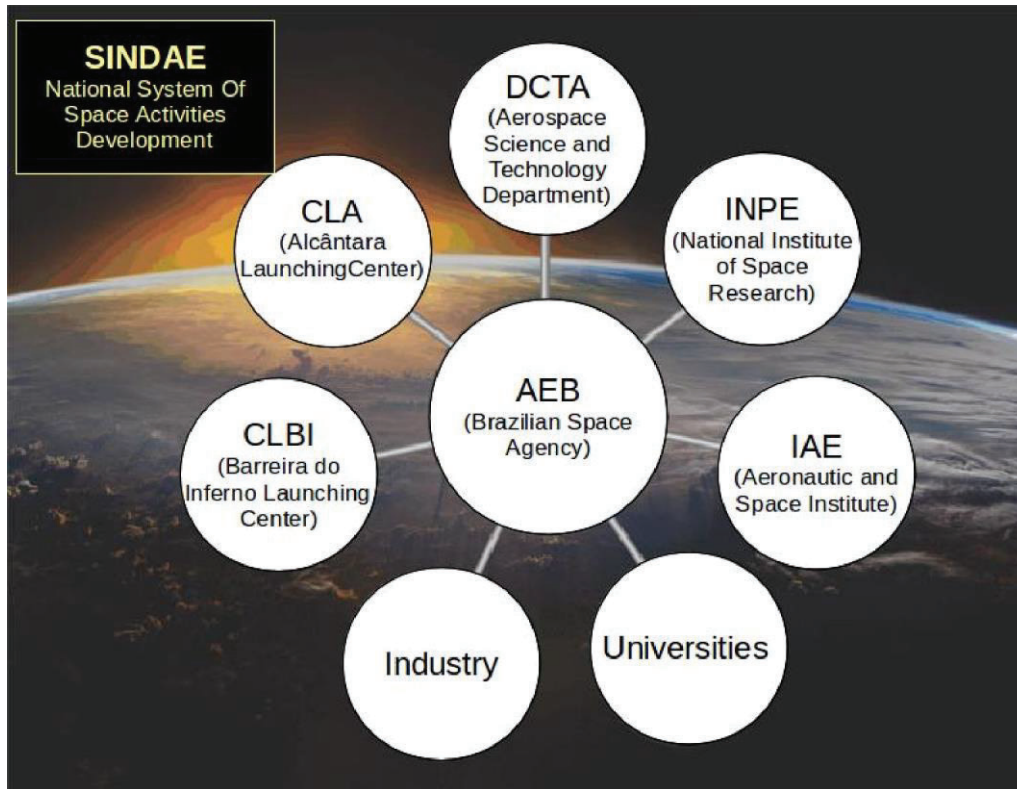 SINDAE
National System Of
Space Activities
Development
DCTA
(Aerospace
Science and
Technology
Department)
CLA
(Alcântara
LaunchingCenter)
INPE
(National Institute
of Space
Research)
AEB
(Brazilian Space
Agency)
CLBI
(Barreira do
Inferno Launching
Center)
IAE
(Aeronautic and
Space Institute)
Industry
Universities